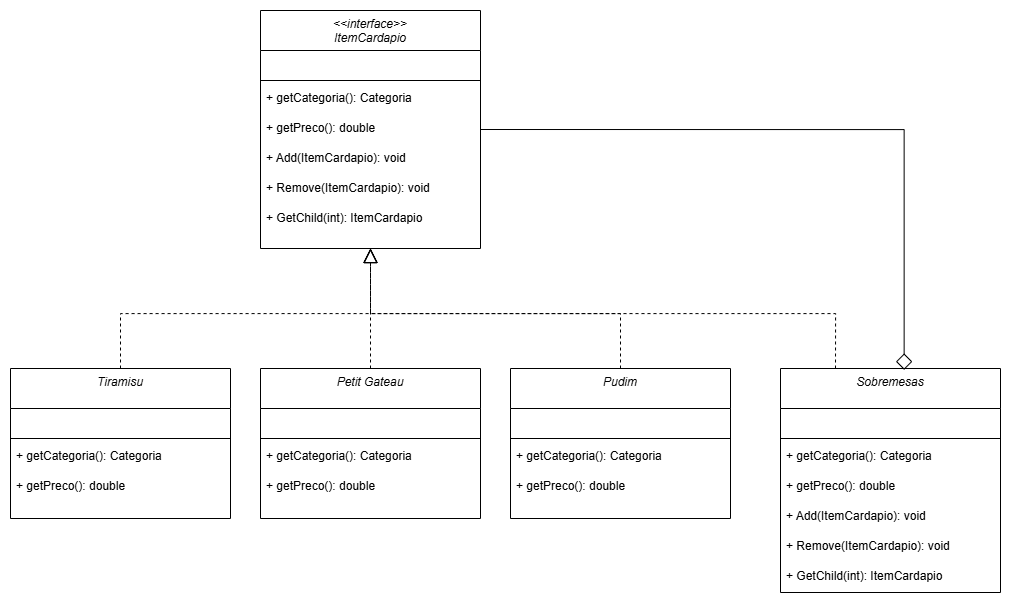 <<interface>>
ItemCardapio
+ getCategoria(): Categoria
+ getPreco(): double
+ Add(ItemCardapio): void
+ Remove(ItemCardapio): void
+ GetChild(int): ItemCardapio
Tiramisu
+ getCategoria(): Categoria
+ getPreco(): double
Petit Gateau
+ getCategoria(): Categoria
+ getPreco(): double
Pudim
+ getCategoria(): Categoria
+ getPreco(): double
Sobremesas
+ getCategoria(): Categoria
+ getPreco(): double
+ Add(ItemCardapio): void
+ Remove(ItemCardapio): void
+ GetChild(int): ItemCardapio